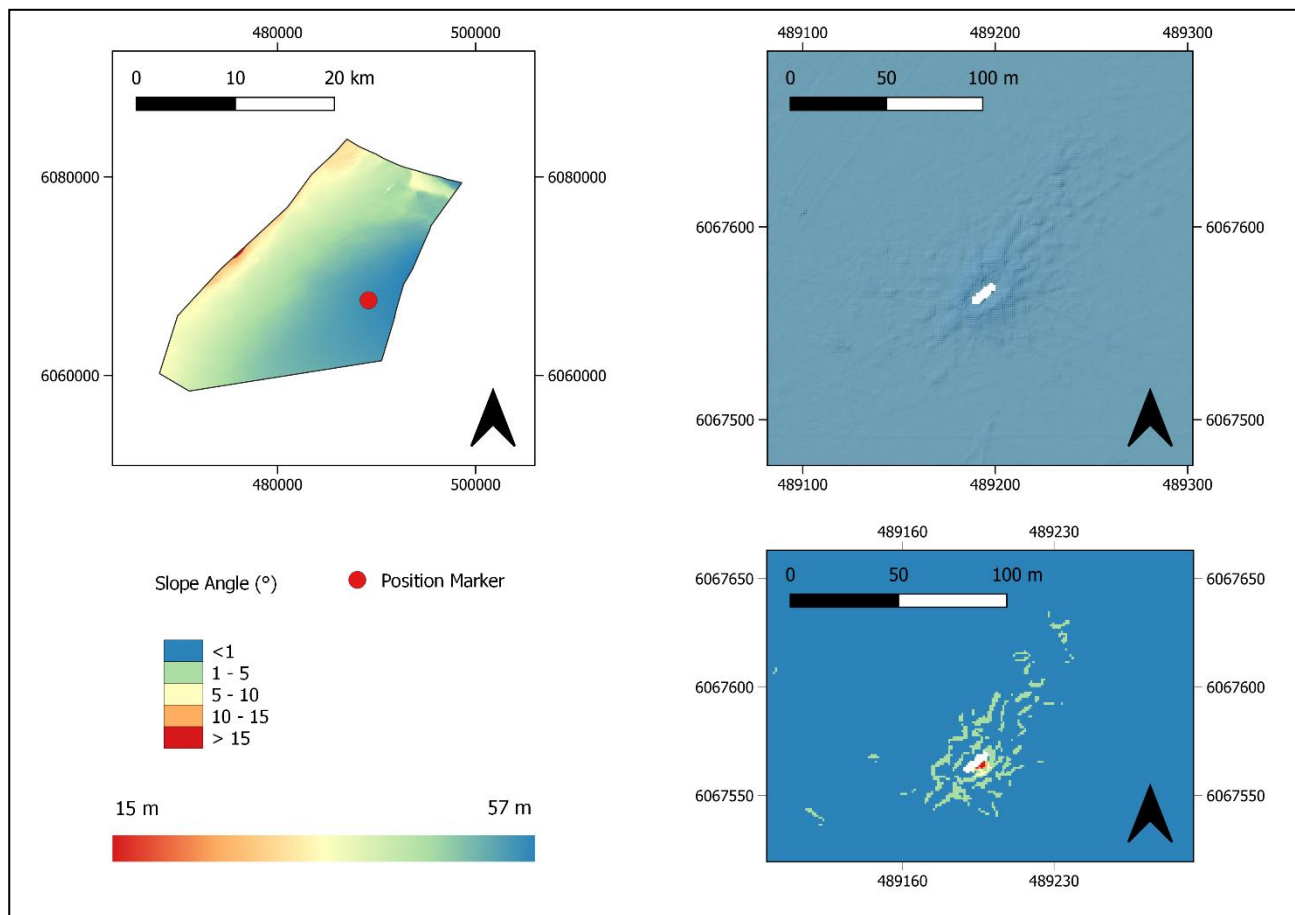 480000 500000
0 10 20 km
6080000 6080000
6060000 6060000
480000 500000
489100 489200 489300
0 50 100 m
6067600 6067600
6067500 6067500
489100 489200 489300
489160 489230
6067650 6067650
0 50 100 m
6067600 6067600
6067550 6067550
489160 489230
Slope Angle (°)
Position Marker
<1
1 - 5
5 - 10
10 - 15
> 15
15 m 57 m